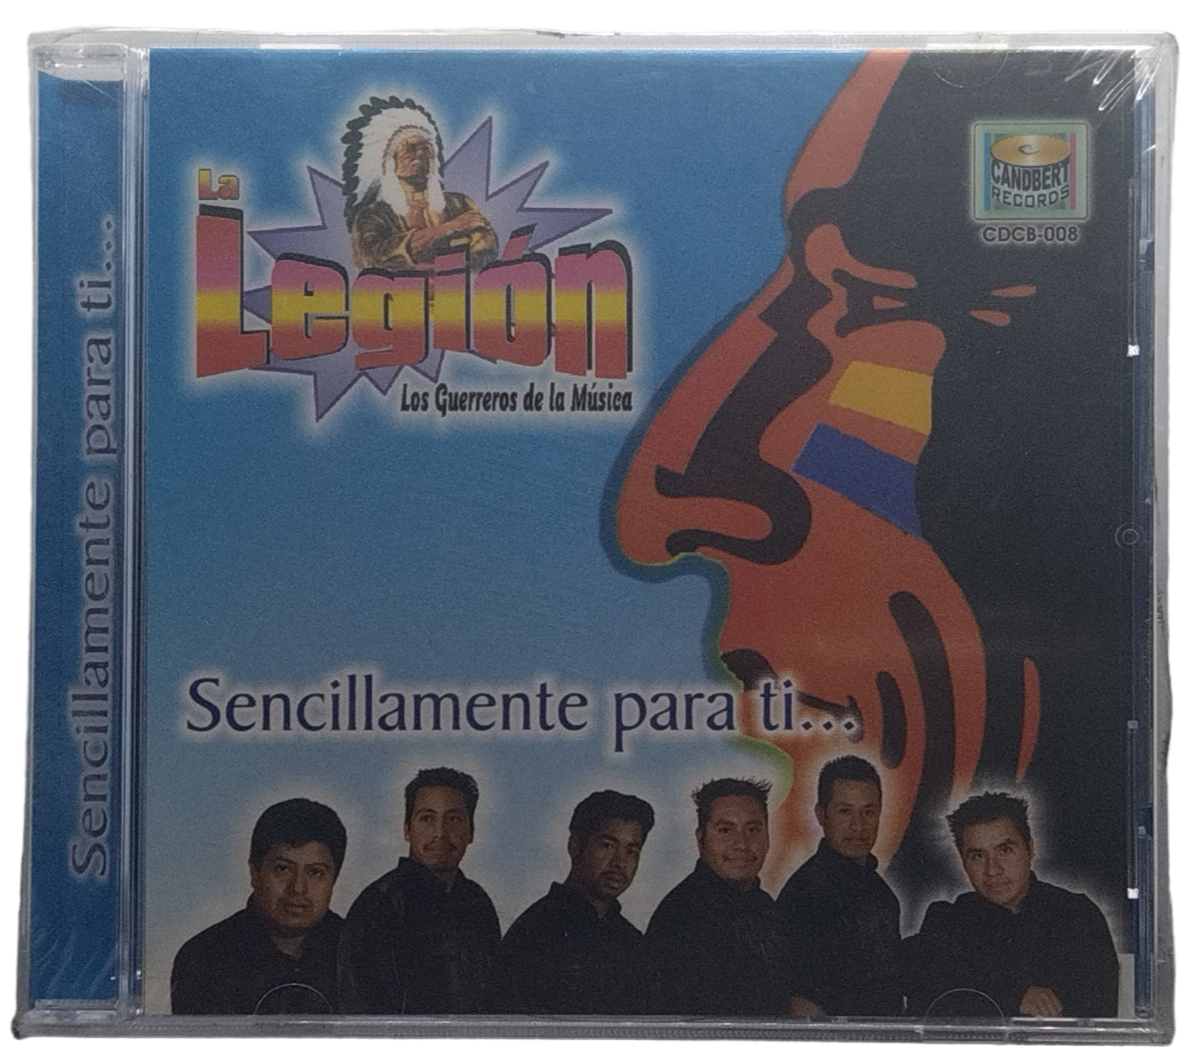 Sencillamente para ti...
La
Legión
Los Guerreros de la Música
CANDBERT
RECORDS
CDCB-008
Sencillamente para ti...